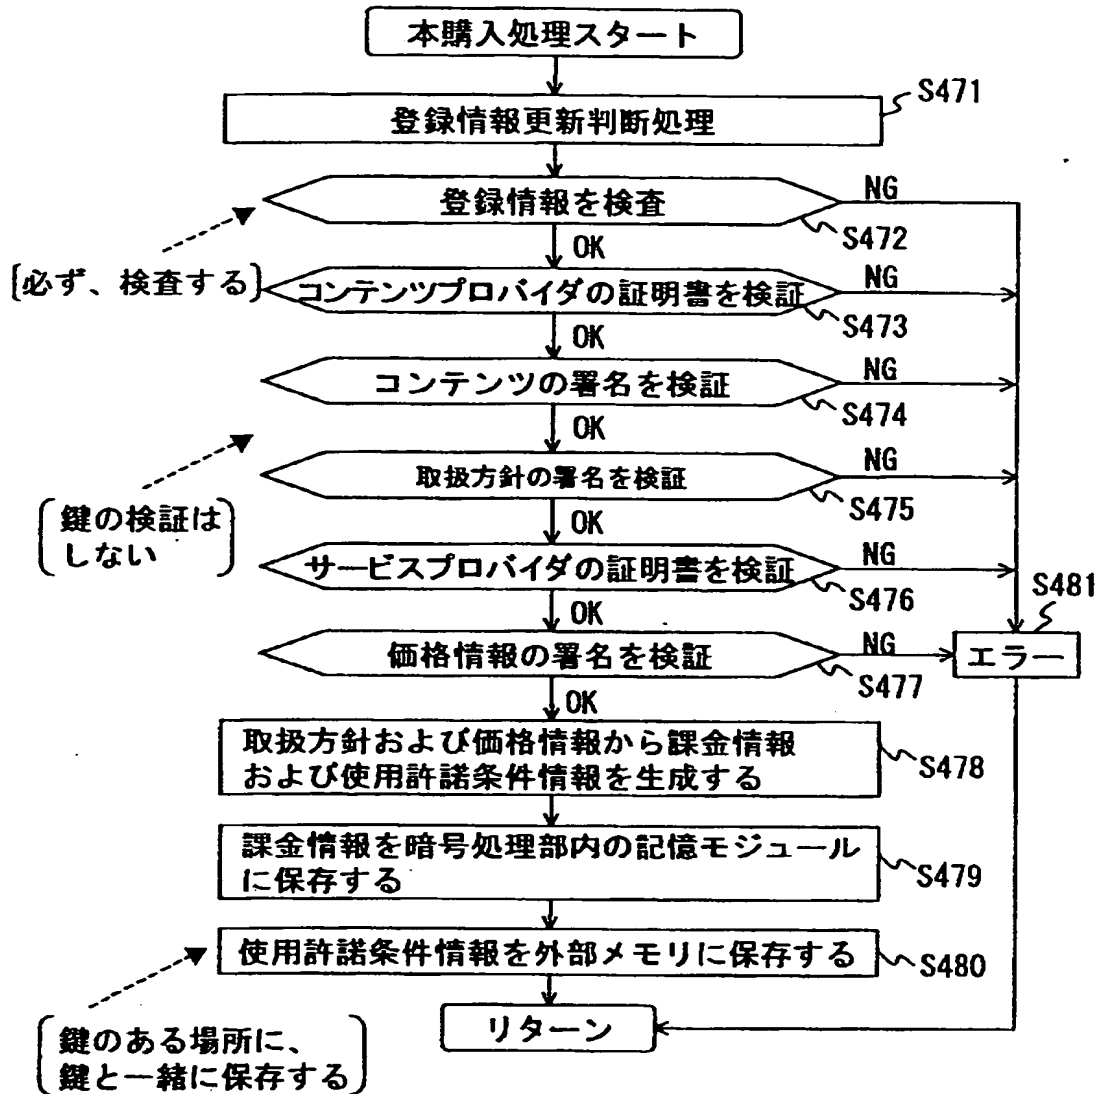 本購入処理スタート
S471
登録情報更新判断処理
登録情報を検査
NG
S472
OK
〔必ず、検査する〕
コンテンツプロバイダの証明書を検証
NG
S473
OK
コンテンツの署名を検証
NG
S474
OK
取扱方針の署名を検証
NG
S475
〔鍵の検証は
しない〕
OK
サービスプロバイダの証明書を検証
NG
S476
OK
S481
価格情報の署名を検証
NG
エラー
S477
OK
取扱方針および価格情報から課金情報
および使用許諾条件情報を生成する
S478
課金情報を暗号処理部内の記憶モジュール
に保存する
S479
使用許諾条件情報を外部メモリに保存する
S480
リターン
〔鍵のある場所に、
鍵と一緒に保存する〕